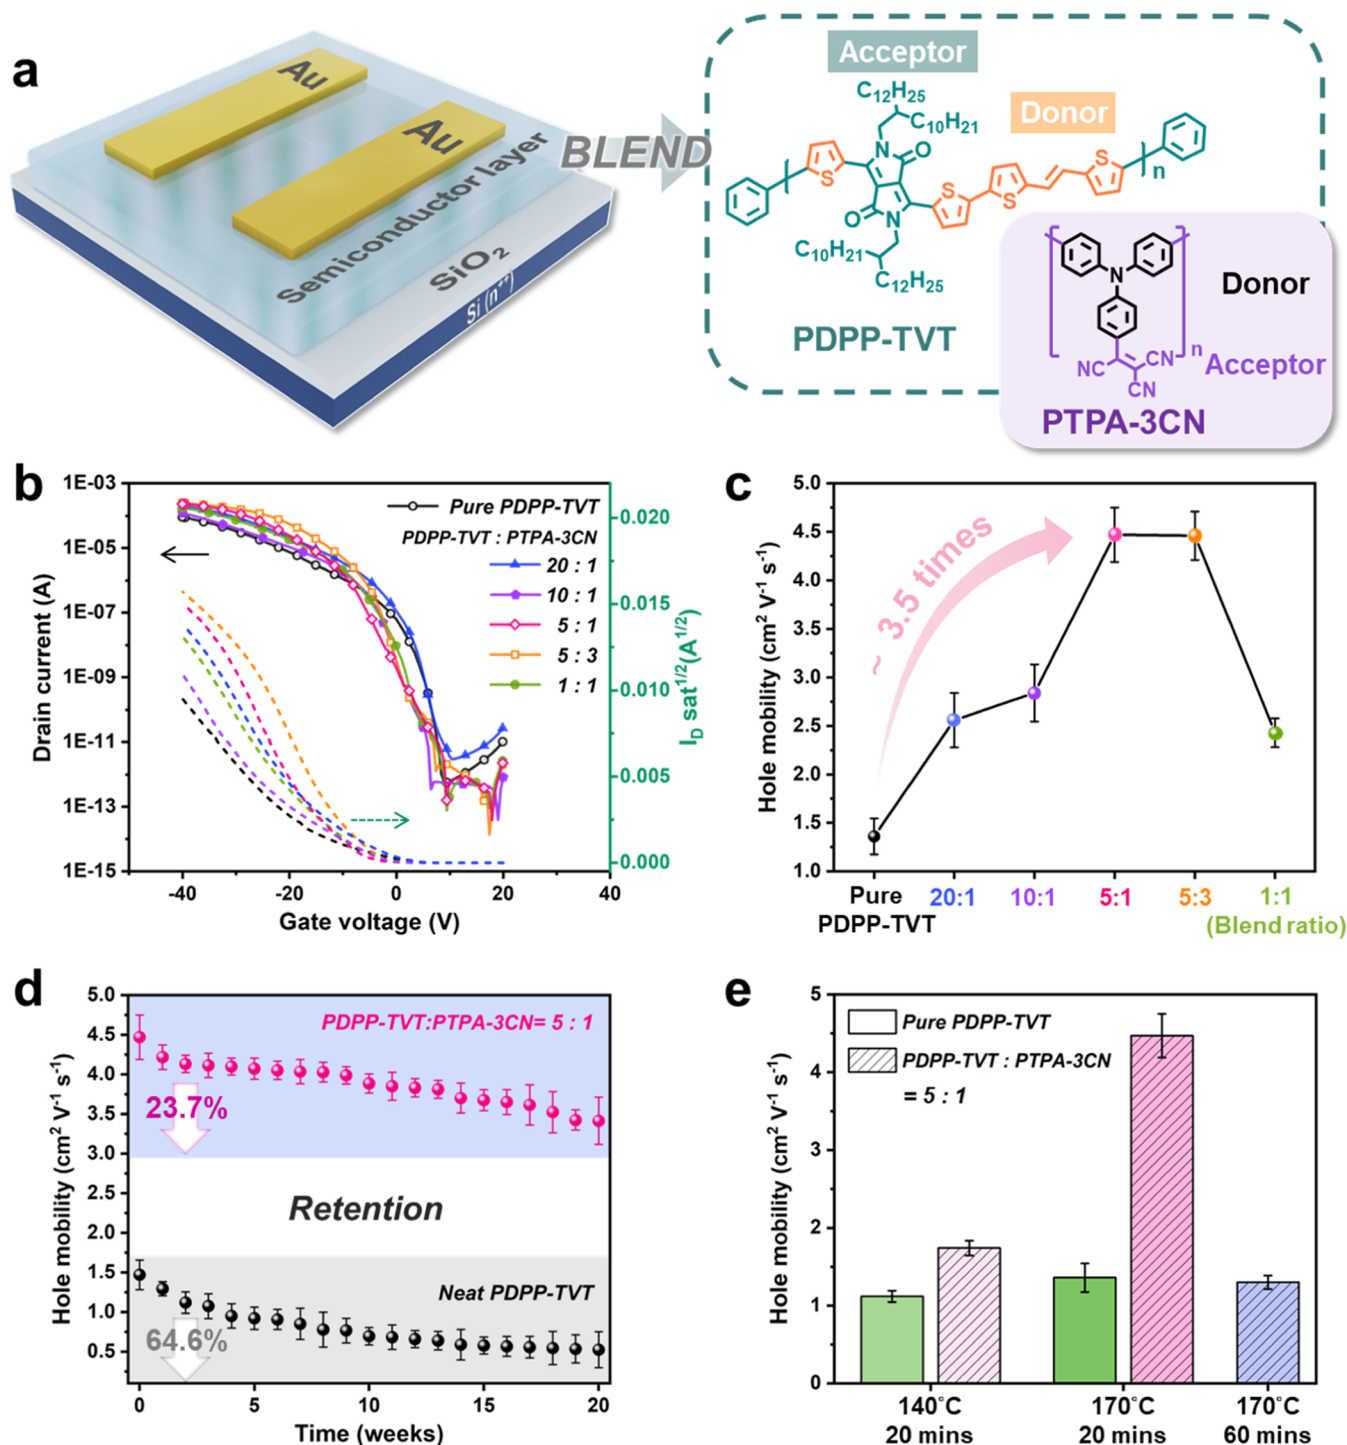 a
Au
Au
Semiconductor layer
SiO2
Si (n++)
BLEND
Acceptor
Donor
C12H25
C10H21
N
O
S
S
S
S
n
O
N
C10H21
C12H25
PDPP-TVT
N
Donor
n
NC
CN
CN
Acceptor
PTPA-3CN
b
1E-03
1E-05
1E-07
1E-09
1E-11
1E-13
1E-15
Drain current (A)
Pure PDPP-TVT
PDPP-TVT : PTPA-3CN
20 : 1
10 : 1
5 : 1
5 : 3
1 : 1
0.020
0.015
0.010
0.005
0.000
ID sat1/2(A1/2)
-40
-20
0
20
40
Gate voltage (V)
c
5.0
4.5
4.0
3.5
3.0
2.5
2.0
1.5
1.0
Hole mobility (cm2 V-1 s-1)
~ 3.5 times
Pure
PDPP-TVT
20:1
10:1
5:1
5:3
1:1
(Blend ratio)
d
5.0
4.5
4.0
3.5
3.0
2.5
2.0
1.5
1.0
0.5
Hole mobility (cm2 V-1 s-1)
PDPP-TVT:PTPA-3CN= 5 : 1
23.7%
Retention
Neat PDPP-TVT
64.6%
0
5
10
15
20
Time (weeks)
e
5
4
3
2
1
0
Hole mobility (cm2 V-1 s-1)
Pure PDPP-TVT
PDPP-TVT : PTPA-3CN
= 5 : 1
140°C
20 mins
170°C
20 mins
170°C
60 mins